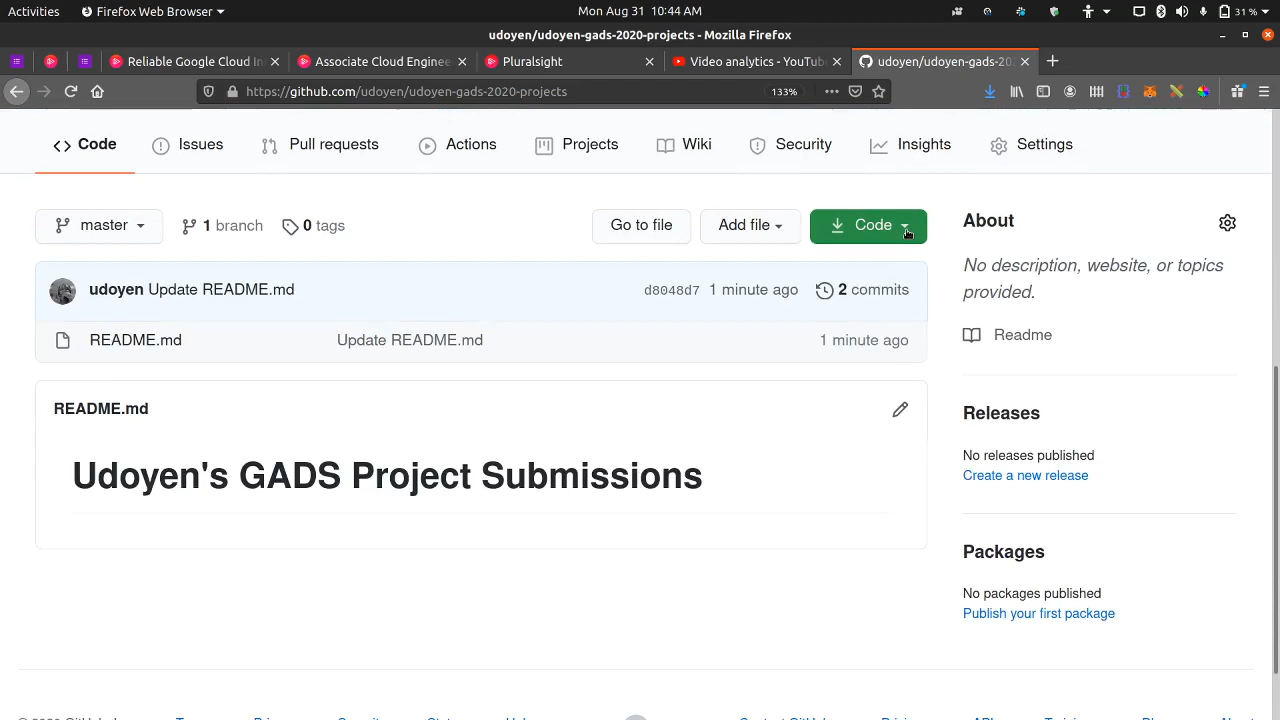 Activities Firefox Web Browser Mon Aug 31 10:44 AM 31 %
udoyen/udoyen-gads-2020-projects - Mozilla Firefox
Reliable Google Cloud In Associate Cloud Enginee Pluralsight Video analytics - YouTub udoyen/udoyen-gads-20
https://github.com/udoyen/udoyen-gads-2020-projects 133%
Code Issues Pull requests Actions Projects Wiki Security Insights Settings
master 1 branch 0 tags Go to file Add file Code
About
No description, website, or topics
provided.
Readme
udoyen Update README.md d8048d7 1 minute ago 2 commits
README.md Update README.md 1 minute ago
README.md
Udoyen's GADS Project Submissions
Releases
No releases published
Create a new release
Packages
No packages published
Publish your first package